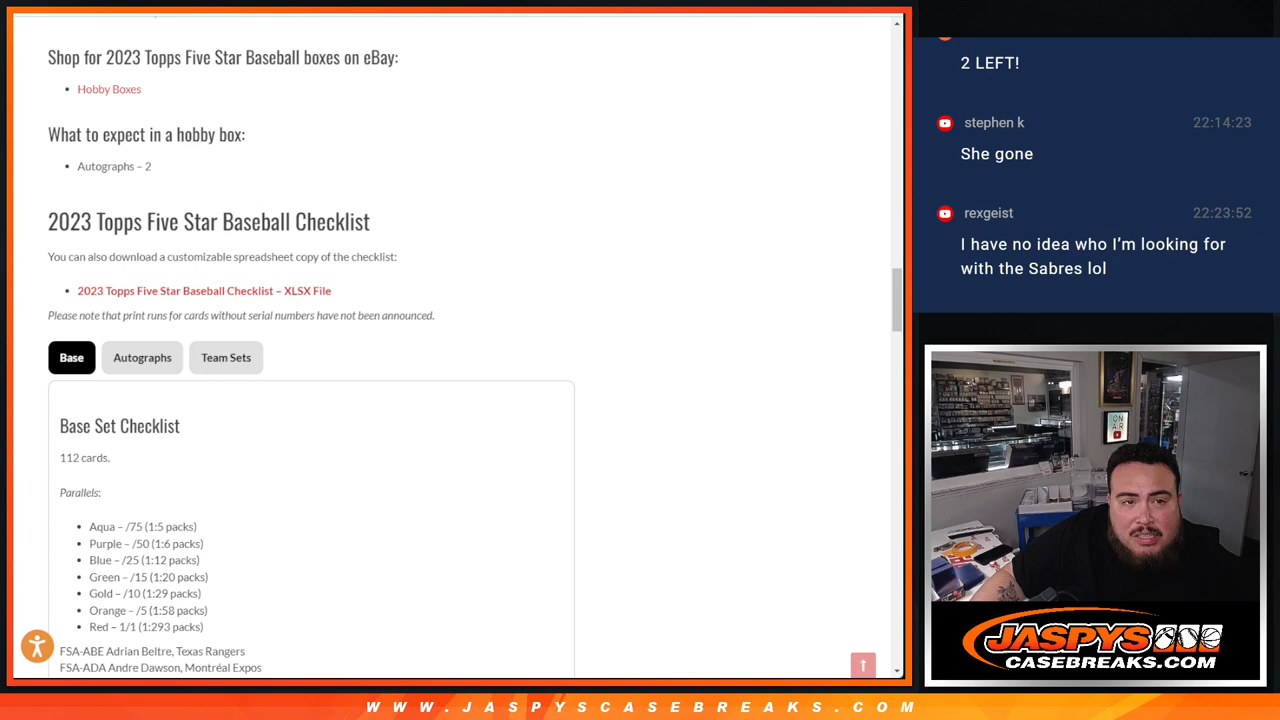 Shop for 2023 Topps Five Star Baseball boxes on eBay:
Hobby Boxes
What to expect in a hobby box:
Autographs – 2
2023 Topps Five Star Baseball Checklist
You can also download a customizable spreadsheet copy of the checklist:
2023 Topps Five Star Baseball Checklist – XLSX File
Please note that print runs for cards without serial numbers have not been announced.
Base
Autographs
Team Sets
Base Set Checklist
112 cards.
Parallels:
Aqua – /75 (1:5 packs)
Purple – /50 (1:6 packs)
Blue – /25 (1:12 packs)
Green – /15 (1:20 packs)
Gold – /10 (1:29 packs)
Orange – /5 (1:58 packs)
Red – 1/1 (1:293 packs)
FSA-ABE Adrian Beltre, Texas Rangers
FSA-ADA Andre Dawson, Montréal Expos
2 LEFT!
stephen k 22:14:23
She gone
rexgeist 22:23:52
I have no idea who I'm looking for
with the Sabres lol
ON
AIR
JASPYS
CASEBREAKS.COM
WWW.JASPYSCASEBREAKS.COM